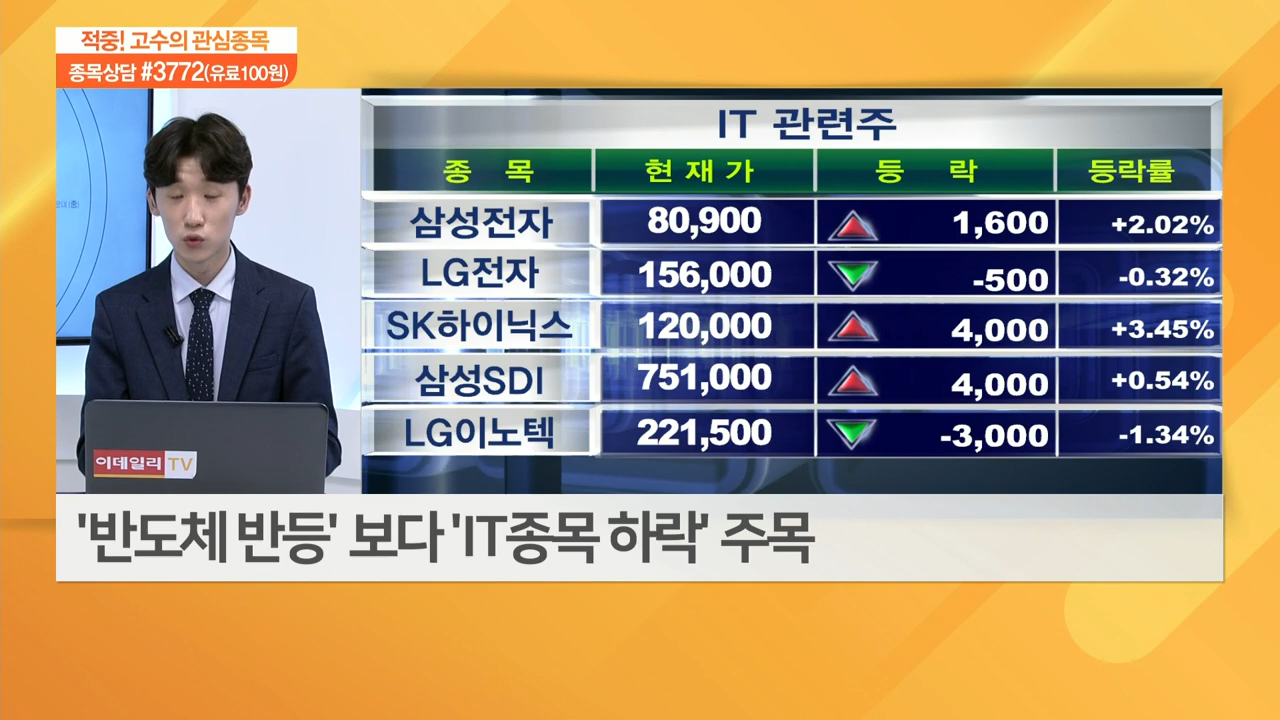 적중! 고수의 관심종목
종목상담 #3772(유료100원)
IT 관련주
종 목 현 재 가 등 락 등락률
삼성전자 80,900 1,600 +2.02%
LG전자 156,000 -500 -0.32%
SK하이닉스 120,000 4,000 +3.45%
삼성SDI 751,000 4,000 +0.54%
LG이노텍 221,500 -3,000 -1.34%
이데일리 TV
'반도체 반등' 보다 'IT종목 하락' 주목